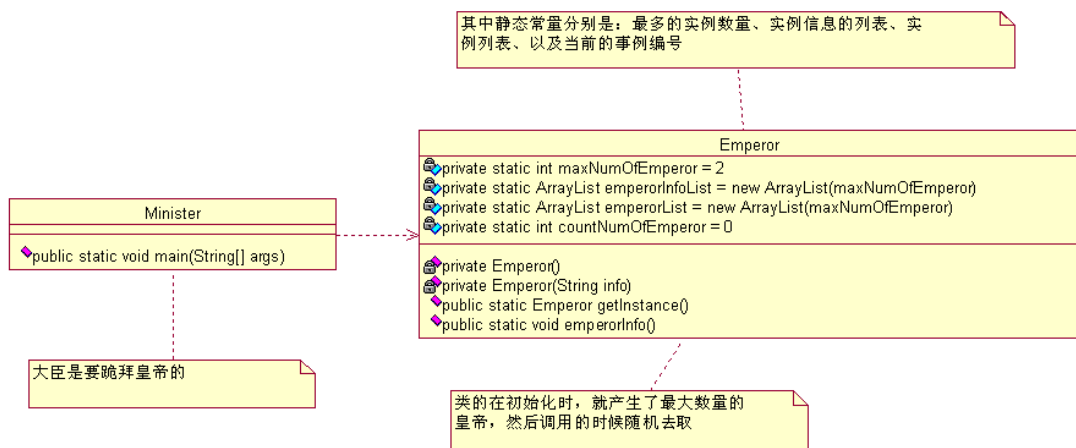 其中静态常量分别是：最多的实例数量、实例信息的列表、实
例列表、以及当前的事例编号
Emperor
private static int maxNumOfEmperor = 2
private static ArrayList emperorInfoList = new ArrayList(maxNumOfEmperor)
private static ArrayList emperorList = new ArrayList(maxNumOfEmperor)
private static int countNumOfEmperor = 0
private Emperor()
private Emperor(String info)
public static Emperor getInstance()
public static void emperorInfo()
Minister
public static void main(String[] args)
大臣是要跪拜皇帝的
类的在初始化时，就产生了最大数量的
皇帝，然后调用的时候随机去取